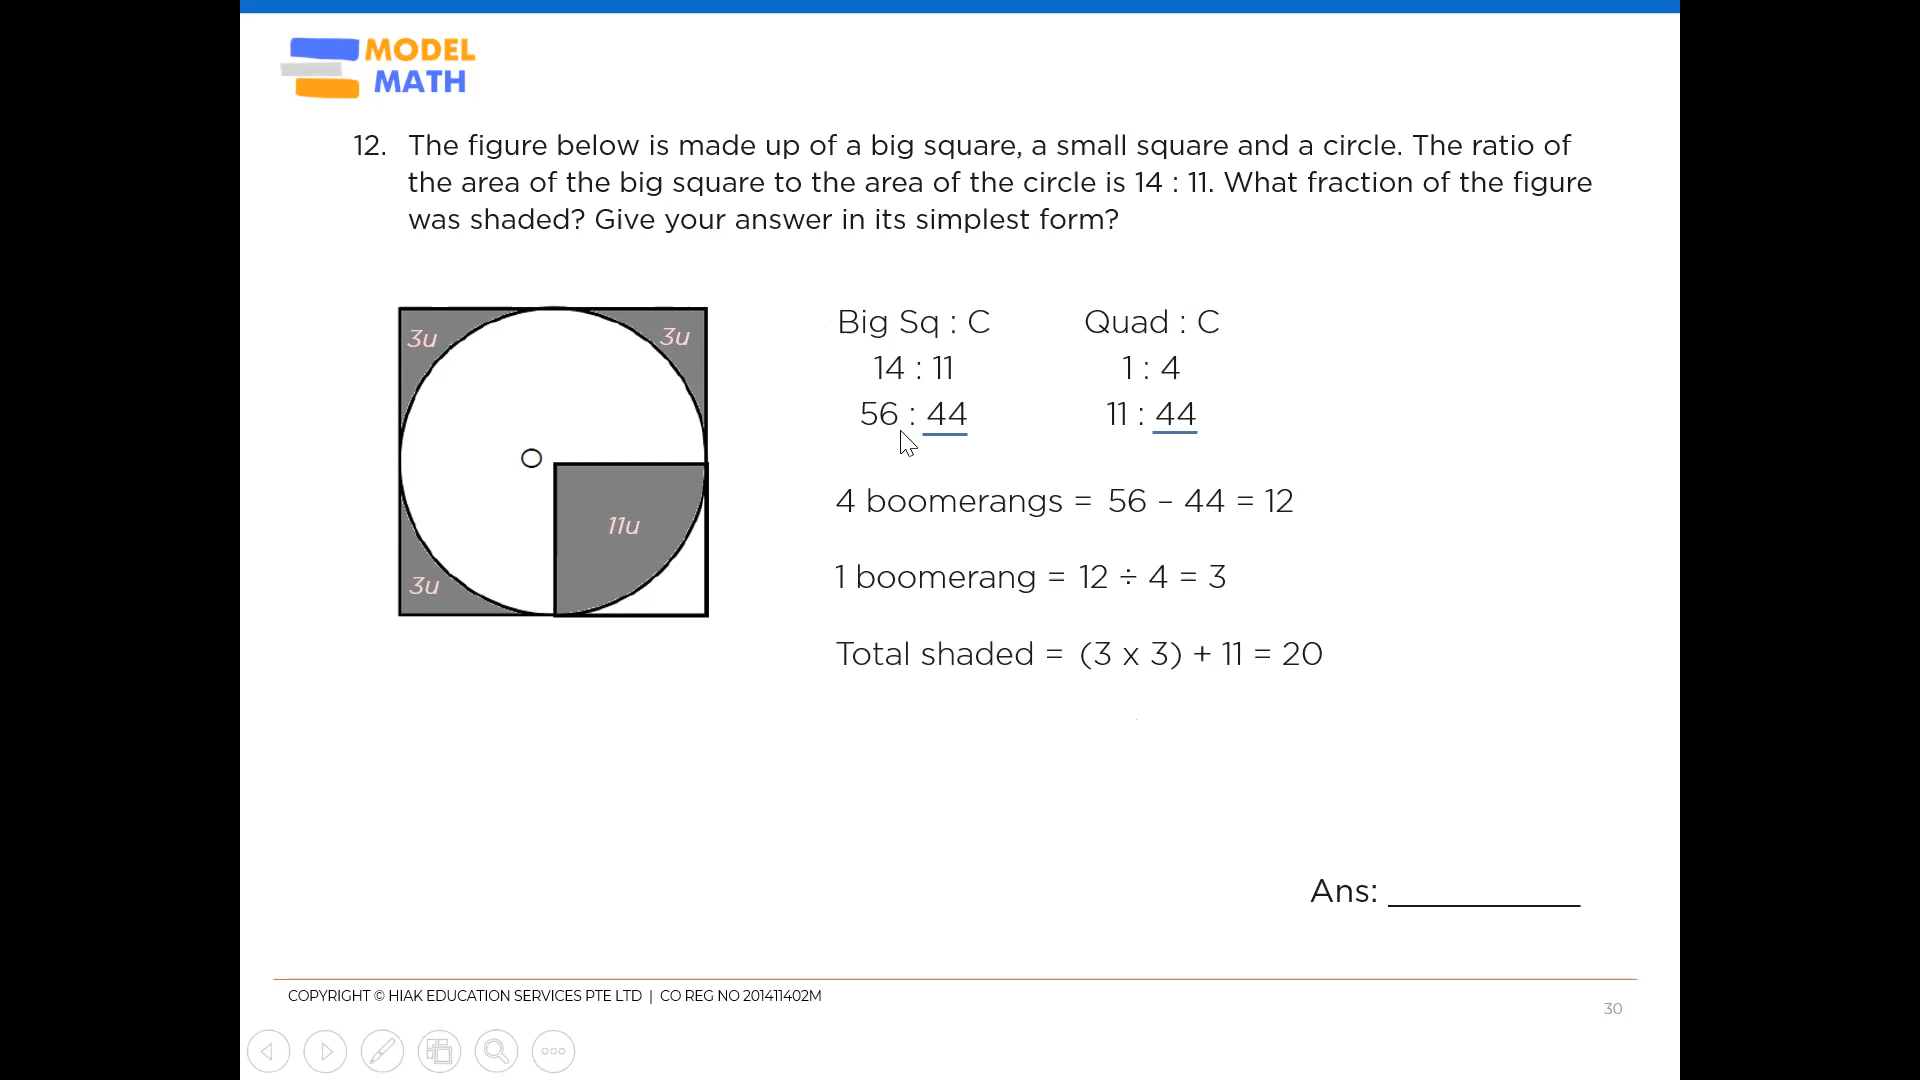 MODEL
MATH
12. The figure below is made up of a big square, a small square and a circle. The ratio of
the area of the big square to the area of the circle is 14 : 11. What fraction of the figure
was shaded? Give your answer in its simplest form?
3u
3u
O
11u
3u
Big Sq : C
14 : 11
56 : 44
Quad : C
1 : 4
11 : 44
4 boomerangs = 56 – 44 = 12
1 boomerang = 12 ÷ 4 = 3
Total shaded = (3 x 3) + 11 = 20
Ans: ___________
COPYRIGHT © HIAK EDUCATION SERVICES PTE LTD | CO REG NO 201411402M
30